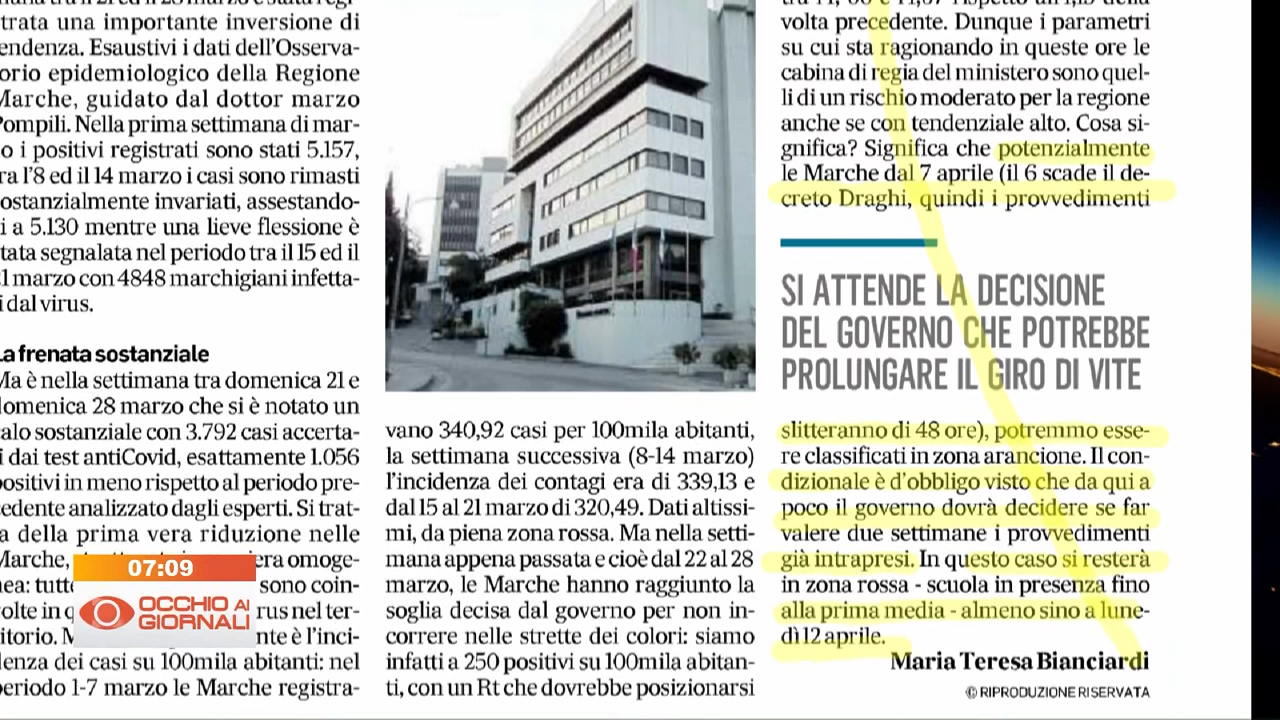 trata una importante inversione di
endenza. Esaustivi i dati dell'Osserva-
orio epidemiologico della Regione
Marche, guidato dal dottor marzo
Pompili. Nella prima settimana di mar-
o i positivi registrati sono stati 5.157,
ra l'8 ed il 14 marzo i casi sono rimasti
ostanzialmente invariati, assestando-
i a 5.130 mentre una lieve flessione è
tata segnalata nel periodo tra il 15 ed il
21 marzo con 4848 marchigiani infetta-
i dal virus.
La frenata sostanziale
Ma è nella settimana tra domenica 21 e
domenica 28 marzo che si è notato un
calo sostanziale con 3.792 casi accerta-
i dai test antiCovid, esattamente 1.056
positivi in meno rispetto al periodo pre-
cedente analizzato dagli esperti. Si trat-
a della prima vera riduzione nelle
Marche, era omoge-
nea: tutte sono coin-
volte in q rus nel ter-
ritorio. M nte è l'inci-
denza dei casi su 100mila abitanti: nel
periodo 1-7 marzo le Marche registra-
07:09
OCCHIO AI
GIORNALI
vano 340,92 casi per 100mila abitanti,
la settimana successiva (8-14 marzo)
l'incidenza dei contagi era di 339,13 e
dal 15 al 21 marzo di 320,49. Dati altissi-
mi, da piena zona rossa. Ma nella setti-
mana appena passata e cioè dal 22 al 28
marzo, le Marche hanno raggiunto la
soglia decisa dal governo per non in-
correre nelle strette dei colori: siamo
infatti a 250 positivi su 100mila abitan-
ti, con un Rt che dovrebbe posizionarsi
volta precedente. Dunque i parametri
su cui sta ragionando in queste ore le
cabina di regia del ministero sono quel-
li di un rischio moderato per la regione
anche se con tendenziale alto. Cosa si-
gnifica? Significa che potenzialmente
le Marche dal 7 aprile (il 6 scade il de-
creto Draghi, quindi i provvedimenti
SI ATTENDE LA DECISIONE
DEL GOVERNO CHE POTREBBE
PROLUNGARE IL GIRO DI VITE
slitteranno di 48 ore), potremmo esse-
re classificati in zona arancione. Il con-
dizionale è d'obbligo visto che da qui a
poco il governo dovrà decidere se far
valere due settimane i provvedimenti
già intrapresi. In questo caso si resterà
in zona rossa - scuola in presenza fino
alla prima media - almeno sino a lune-
dì 12 aprile.
Maria Teresa Bianciardi
© RIPRODUZIONE RISERVATA